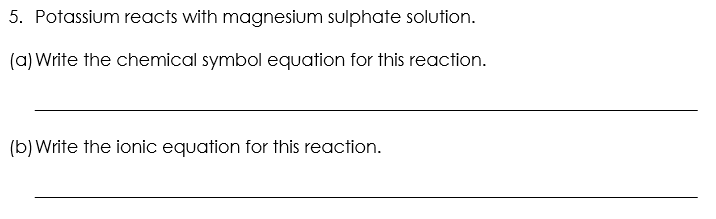 5. Potassium reacts with magnesium sulphate solution.
(a) Write the chemical symbol equation for this reaction.
(b) Write the ionic equation for this reaction.